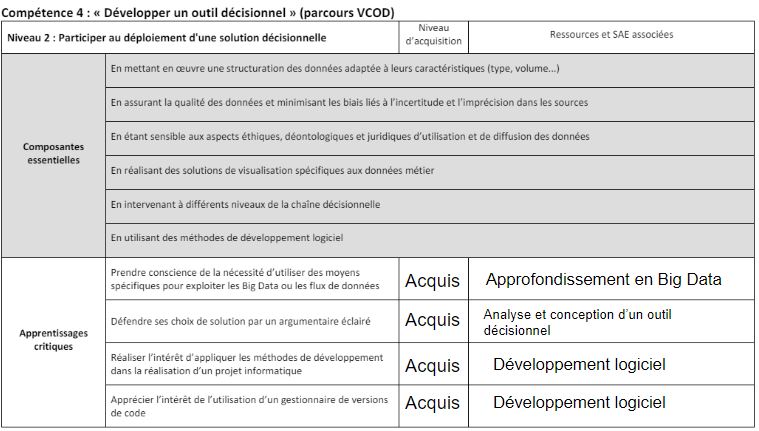 Compétence 4 : « Développer un outil décisionnel » (parcours VCOD)
Niveau 2 : Participer au déploiement d'une solution décisionnelle
Niveau
d'acquisition
Ressources et SAE associées
Composantes
essentielles
En mettant en œuvre une structuration des données adaptée à leurs caractéristiques (type, volume...)
En assurant la qualité des données et minimisant les biais liés à l'incertitude et l'imprécision dans les sources
En étant sensible aux aspects éthiques, déontologiques et juridiques d'utilisation et de diffusion des données
En réalisant des solutions de visualisation spécifiques aux données métier
En intervenant à différents niveaux de la chaîne décisionnelle
En utilisant des méthodes de développement logiciel
Apprentissages
critiques
Prendre conscience de la nécessité d'utiliser des moyens
spécifiques pour exploiter les Big Data ou les flux de données
Acquis
Approfondissement en Big Data
Défendre ses choix de solution par un argumentaire éclairé
Acquis
Analyse et conception d'un outil
décisionnel
Réaliser l'intérêt d'appliquer les méthodes de développement
dans la réalisation d'un projet informatique
Acquis
Développement logiciel
Apprécier l'intérêt de l'utilisation d'un gestionnaire de versions
de code
Acquis
Développement logiciel